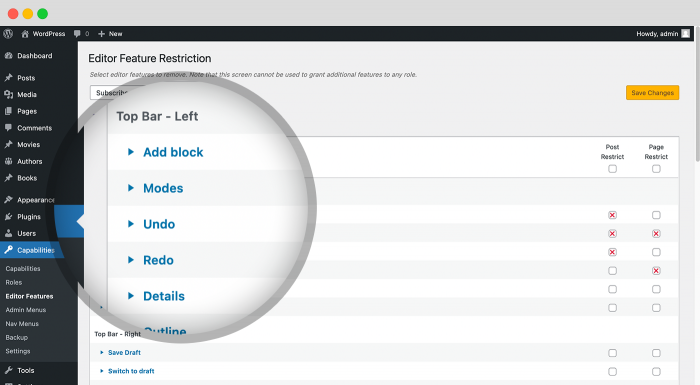 WordPress
0
New
Howdy, admin
Dashboard
Posts
Media
Pages
Comments
Movies
Authors
Books
Appearance
Plugins
Users
Capabilities
Capabilities
Roles
Editor Features
Admin Menus
Nav Menus
Backup
Settings
Tools
Editor Feature Restriction
Select editor features to remove. Note that this screen cannot be used to grant additional features to any role.
Subscribe
Save Changes
Post
Restrict
Page
Restrict
Top Bar - Left
Add block
Modes
Undo
Redo
Details
Outline
Top Bar - Right
Save Draft
Switch to draft